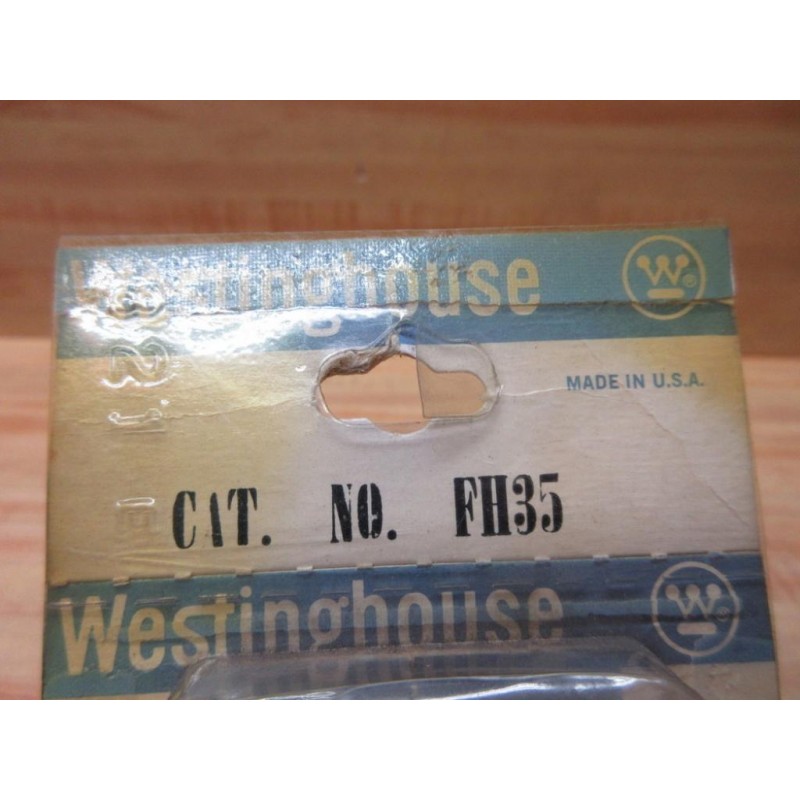 Westinghouse W
MADE IN U.S.A.
CAT. NO. FH35
Westinghouse W